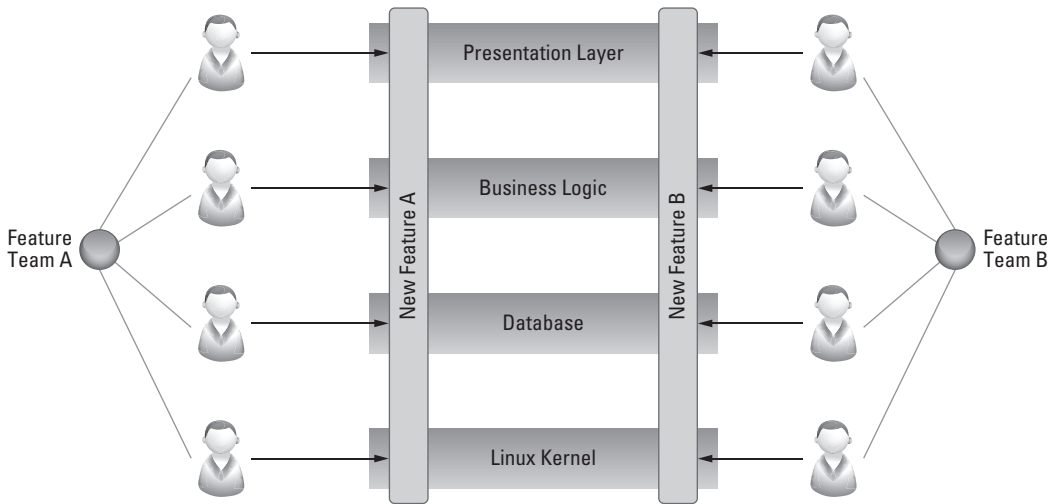 Presentation Layer
Business Logic
Feature
Team A
New Feature A
New Feature B
Feature
Team B
Database
Linux Kernel